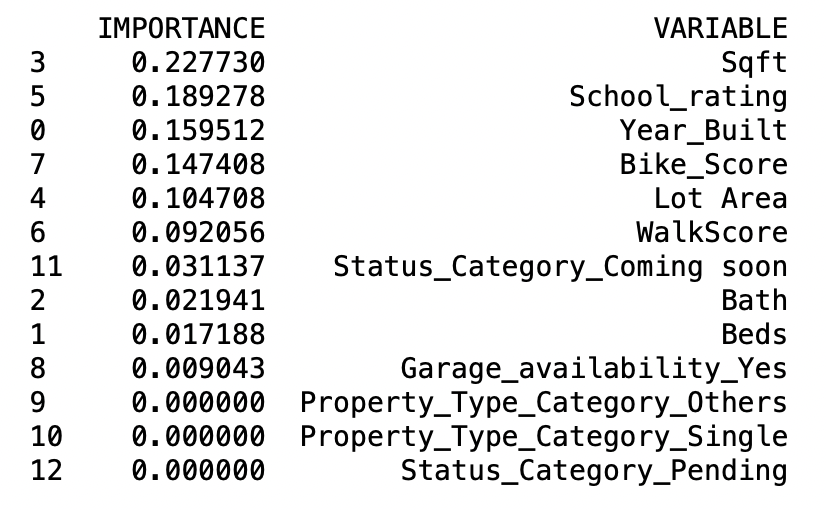 IMPORTANCE VARIABLE
3 0.227730 Sqft
5 0.189278 School_rating
0 0.159512 Year_Built
7 0.147408 Bike_Score
4 0.104708 Lot Area
6 0.092056 WalkScore
11 0.031137 Status_Category_Coming soon
2 0.021941 Bath
1 0.017188 Beds
8 0.009043 Garage_availability_Yes
9 0.000000 Property_Type_Category_Others
10 0.000000 Property_Type_Category_Single
12 0.000000 Status_Category_Pending